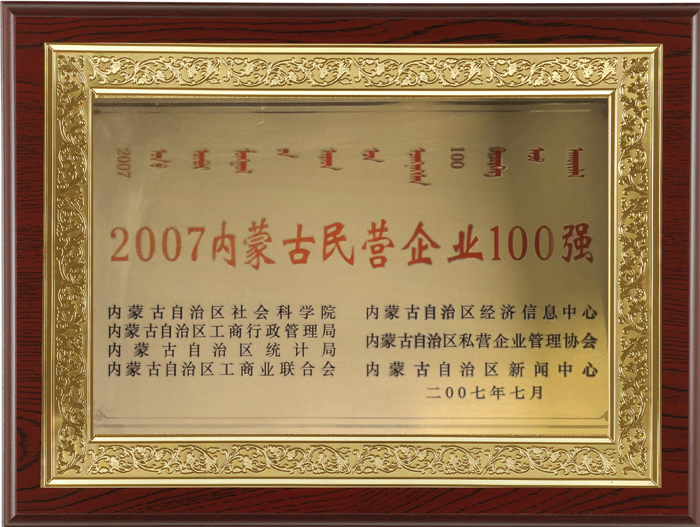 2007
100
2007内蒙古民营企业100强
内蒙古自治区社会科学院
内蒙古自治区工商行政管理局
内蒙古自治区统计局
内蒙古自治区工商业联合会
内蒙古自治区经济信息中心
内蒙古自治区私营企业管理协会
内蒙古自治区新闻中心
二00七年七月